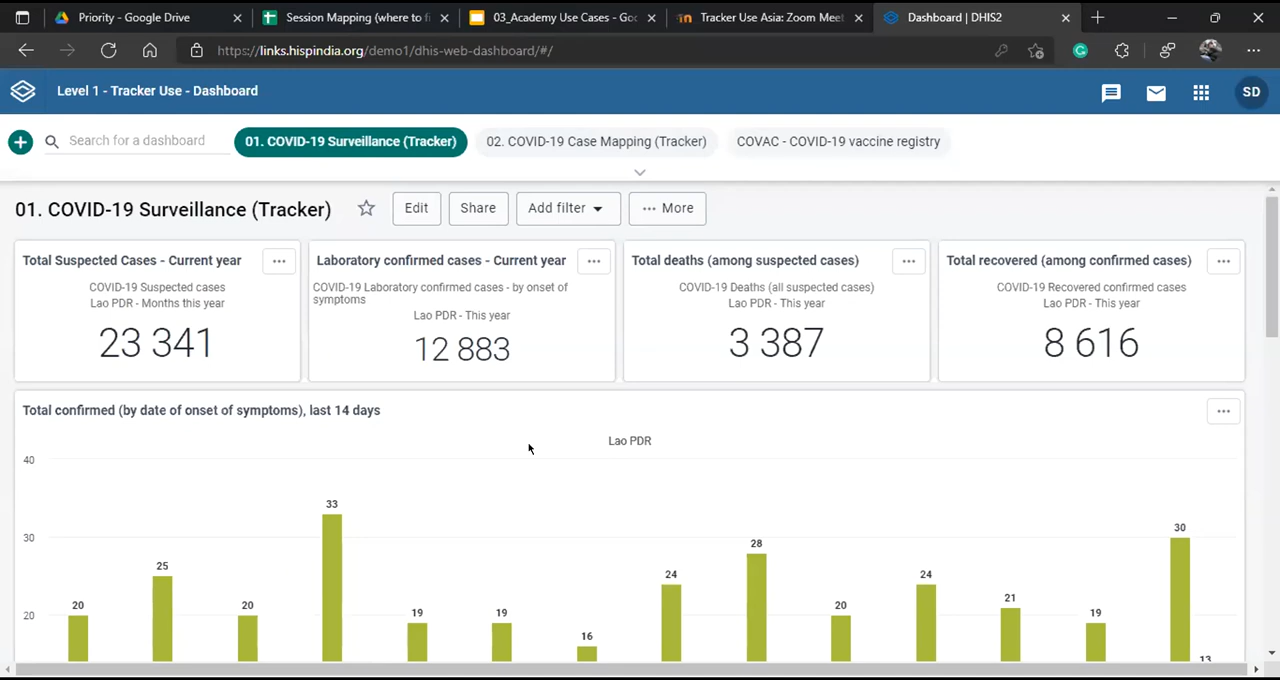 Priority - Google Drive
Session Mapping (where to fi
03_Academy Use Cases - Goo
Tracker Use Asia: Zoom Meet
Dashboard | DHIS2
https://links.hispindia.org/demo1/dhis-web-dashboard/#/
Level 1 - Tracker Use - Dashboard
SD
Search for a dashboard
01. COVID-19 Surveillance (Tracker)
02. COVID-19 Case Mapping (Tracker)
COVAC - COVID-19 vaccine registry
01. COVID-19 Surveillance (Tracker)
Edit
Share
Add filter
More
Total Suspected Cases - Current year
COVID-19 Suspected cases
Lao PDR - Months this year
23 341
Laboratory confirmed cases - Current year
COVID-19 Laboratory confirmed cases - by onset of
symptoms
Lao PDR - This year
12 883
Total deaths (among suspected cases)
COVID-19 Deaths (all suspected cases)
Lao PDR - This year
3 387
Total recovered (among confirmed cases)
COVID-19 Recovered confirmed cases
Lao PDR - This year
8 616
Total confirmed (by date of onset of symptoms), last 14 days
Lao PDR
40
30
20
20
25
20
33
19
19
16
24
28
20
24
21
19
30
13